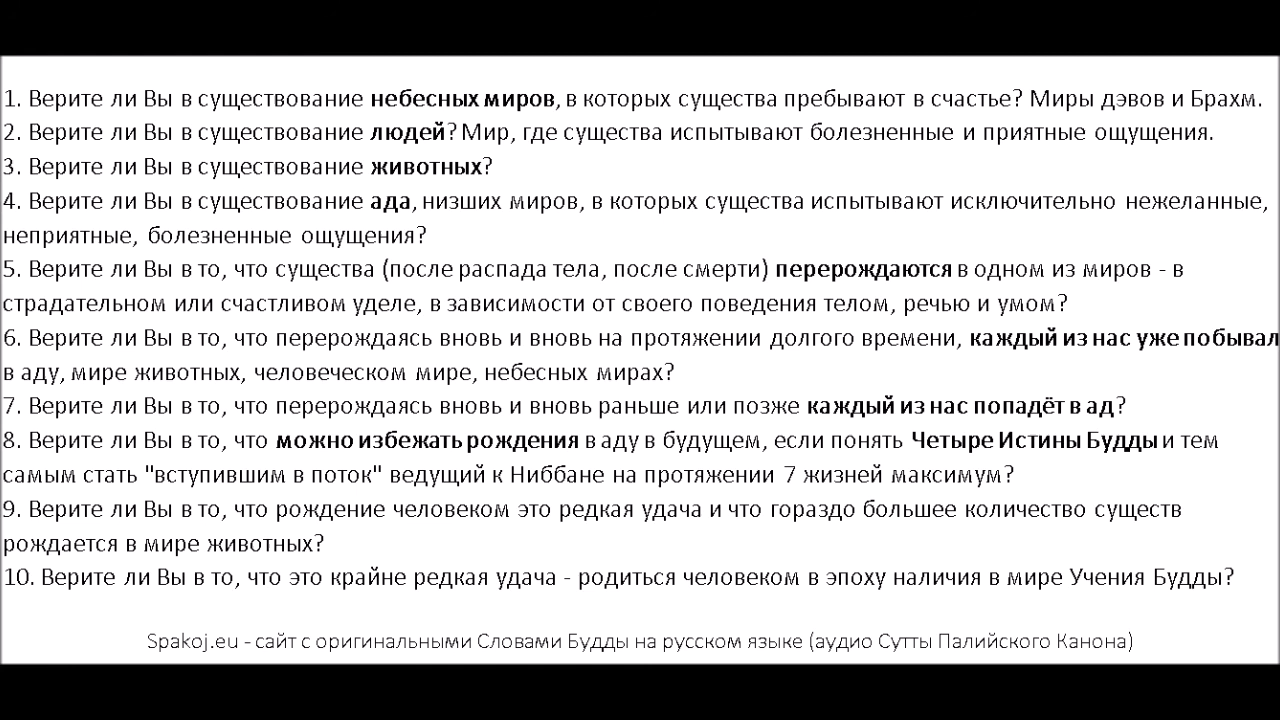 1. Верите ли Вы в существование небесных миров, в которых существа пребывают в счастье? Миры дэвов и Брахм.
2. Верите ли Вы в существование людей? Мир, где существа испытывают болезненные и приятные ощущения.
3. Верите ли Вы в существование животных?
4. Верите ли Вы в существование ада, низших миров, в которых существа испытывают исключительно нежеланные,
неприятные, болезненные ощущения?
5. Верите ли Вы в то, что существа (после распада тела, после смерти) перерождаются в одном из миров - в
страдательном или счастливом уделе, в зависимости от своего поведения телом, речью и умом?
6. Верите ли Вы в то, что перерождаясь вновь и вновь на протяжении долгого времени, каждый из нас уже побывал
в аду, мире животных, человеческом мире, небесных мирах?
7. Верите ли Вы в то, что перерождаясь вновь и вновь раньше или позже каждый из нас попадёт в ад?
8. Верите ли Вы в то, что можно избежать рождения в аду в будущем, если понять Четыре Истины Будды и тем
самым стать "вступившим в поток" ведущий к Ниббане на протяжении 7 жизней максимум?
9. Верите ли Вы в то, что рождение человеком это редкая удача и что гораздо большее количество существ
рождается в мире животных?
10. Верите ли Вы в то, что это крайне редкая удача - родиться человеком в эпоху наличия в мире Учения Будды?
Spakoj.eu - сайт с оригинальными Словами Будды на русском языке (аудио Сутты Палийского Канона)